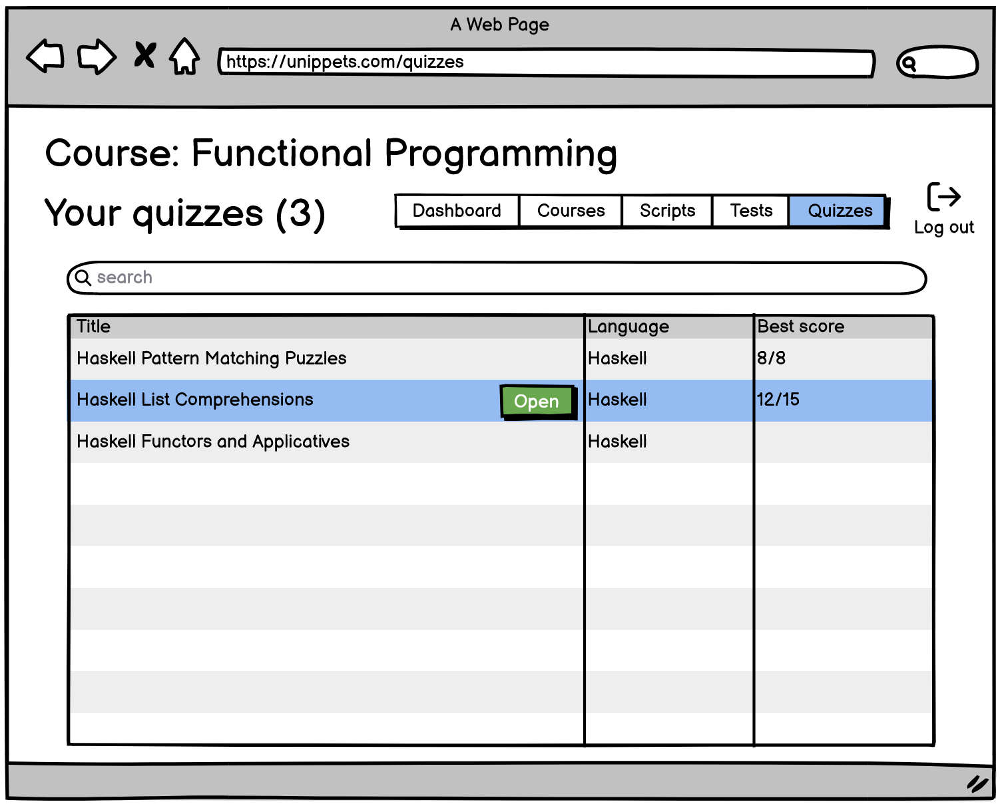 A Web Page
https://unippets.com/quizzes
Course: Functional Programming
Your quizzes (3)
Dashboard Courses Scripts Tests Quizzes
Log out
search
Title Language Best score
Haskell Pattern Matching Puzzles Haskell 8/8
Haskell List Comprehensions Open Haskell 12/15
Haskell Functors and Applicatives Haskell